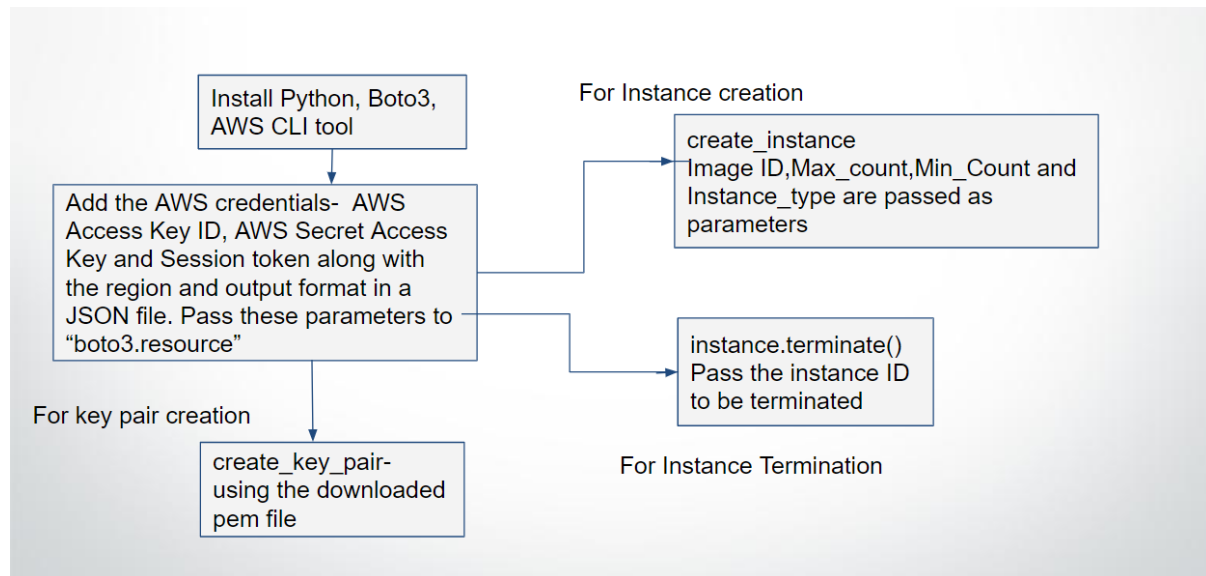 Install Python, Boto3,
AWS CLI tool
Add the AWS credentials-  AWS
Access Key ID, AWS Secret Access
Key and Session token along with
the region and output format in a
JSON file. Pass these parameters to
“boto3.resource”
For key pair creation
create_key_pair-
using the downloaded
pem file
For Instance creation
create_instance
Image ID,Max_count,Min_Count and
Instance_type are passed as
parameters
instance.terminate()
Pass the instance ID
to be terminated
For Instance Termination